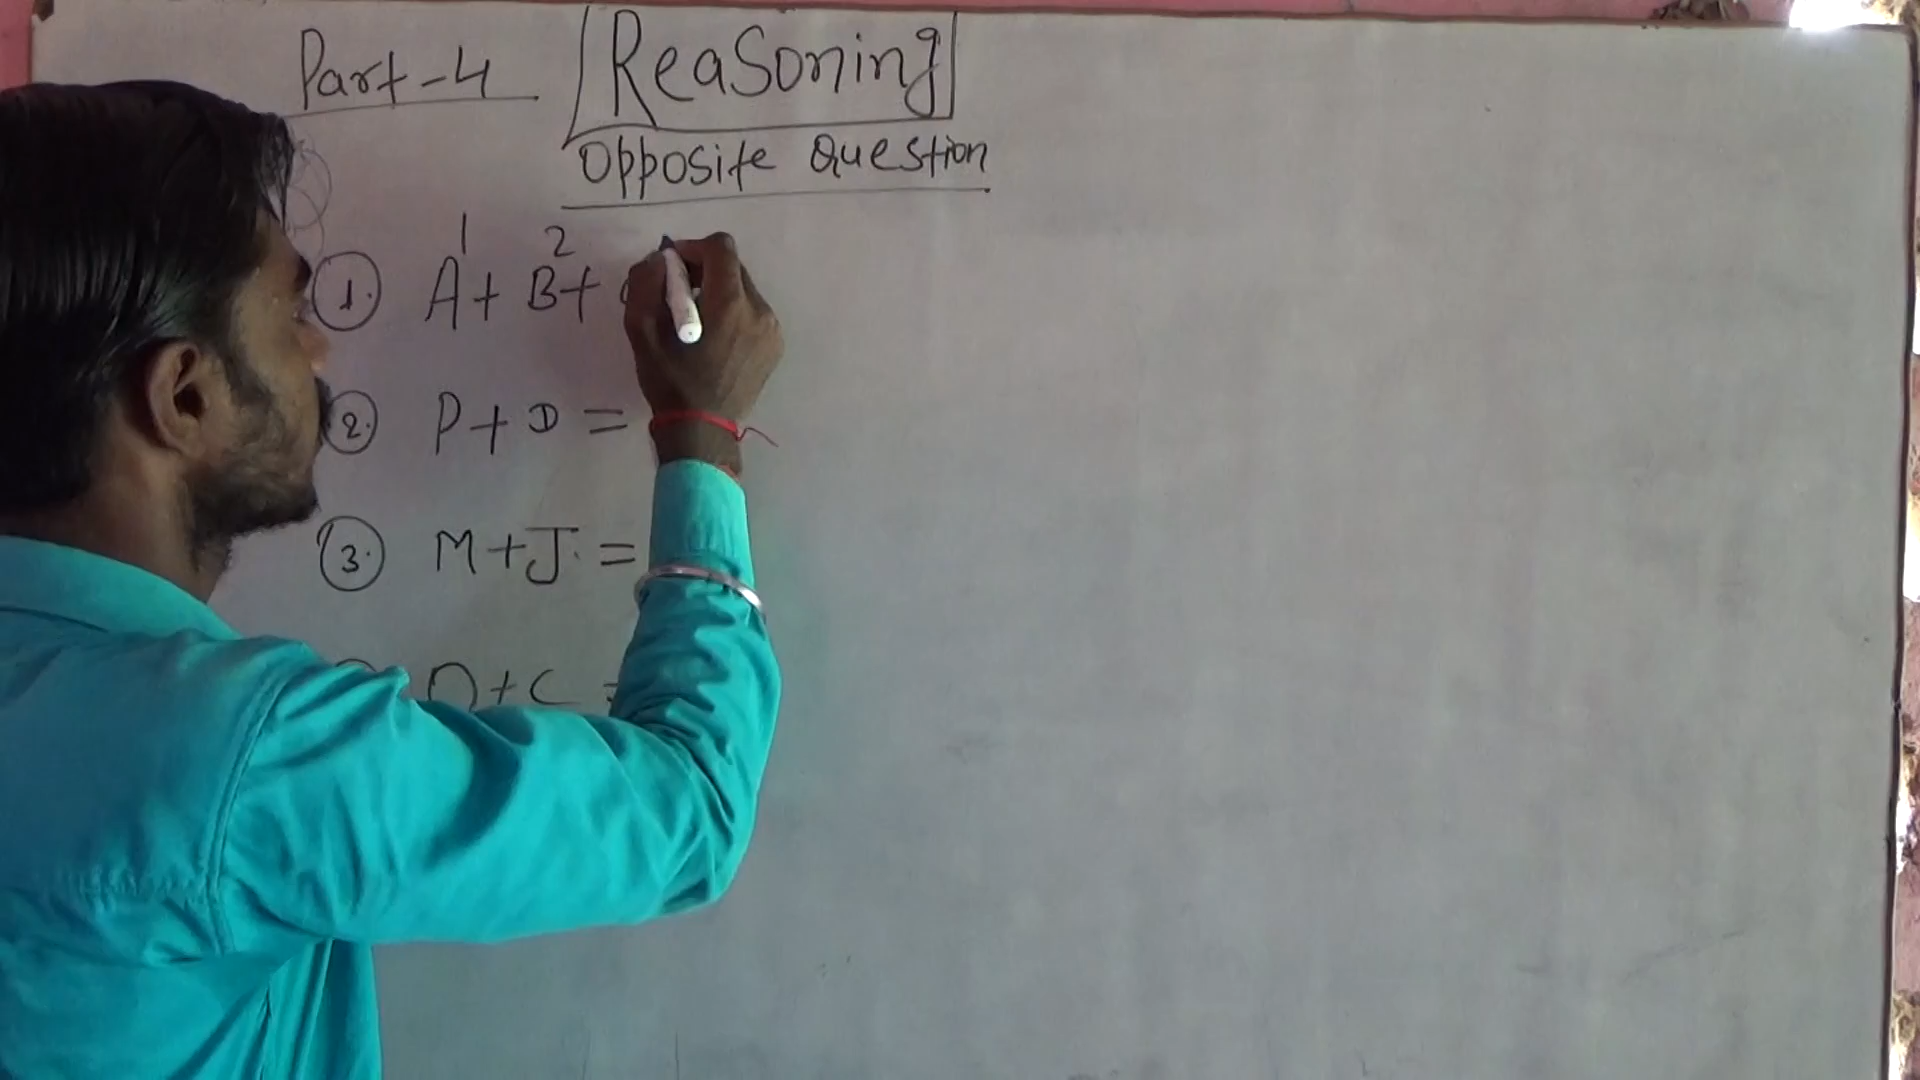 Part-4 Reasoning
Opposite Question
1 2
1. A + B +
2. P + D =
3. M + J =
+ C